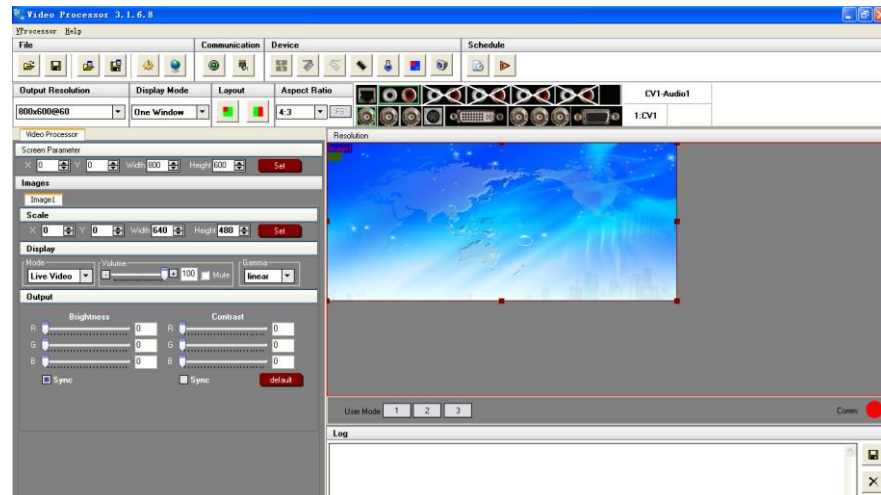 Video Processor 3.1.6.8
VProcessor Help
File Communication Device Schedule
Output Resolution Display Mode Layout Aspect Ratio
CV1-Audio1
800x600@60 One Window 4:3 FS
1:CV1
Video Processor
Resolution
Screen Parameter
X 0 Y 0 Width 800 Height 600 Set
Images
Image1
Image1
Scale
X 0 Y 0 Width 640 Height 480 Set
Display
Mode Volume Gamma
Live Video 100 Mute linear
Output
Brightness Contrast
R 0 R 0
G 0 G 0
B 0 B 0
Sync Sync default
User Mode 1 2 3 Comm:
Log